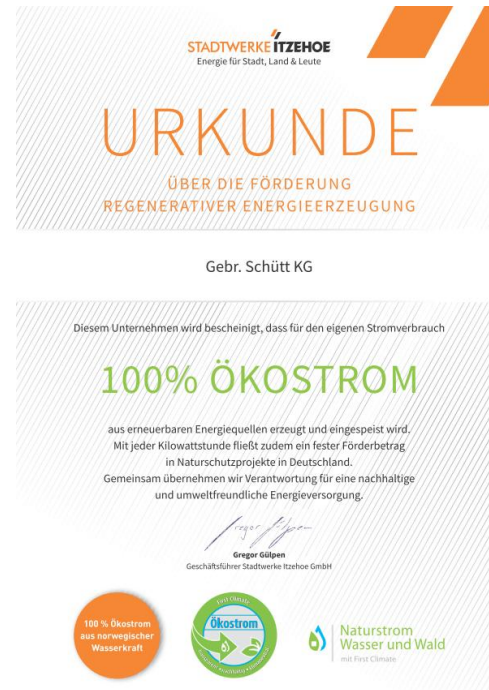 STADTWERKE ITZEHOE
Energie für Stadt, Land & Leute
URKUNDE
ÜBER DIE FÖRDERUNG
REGENERATIVER ENERGIEERZEUGUNG
Gebr. Schütt KG
Diesem Unternehmen wird bescheinigt, dass für den eigenen Stromverbrauch
100% ÖKOSTROM
aus erneuerbaren Energiequellen erzeugt und eingespeist wird.
Mit jeder Kilowattstunde fließt zudem ein fester Förderbetrag
in Naturschutzprojekte in Deutschland.
Gemeinsam übernehmen wir Verantwortung für eine nachhaltige
und umweltfreundliche Energieversorgung.
Gregor Gülpen
Gregor Gülpen
Geschäftsführer Stadtwerke Itzehoe GmbH
100 % Ökostrom
aus norwegischer
Wasserkraft
First Climate
Ökostrom
Naturstrom
Wasser und Wald
mit First Climate